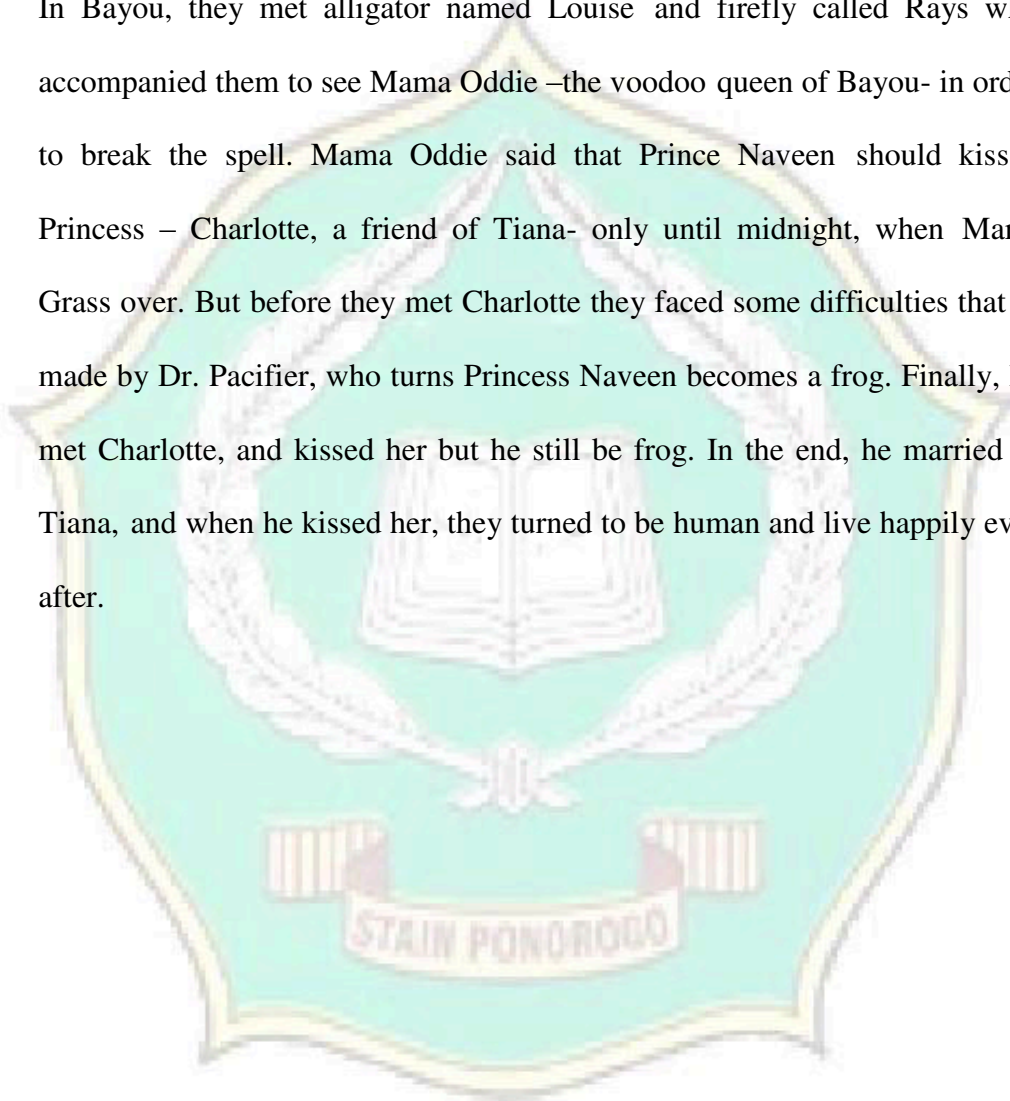 In Bayou, they met alligator named Louise and firefly called Rays
accompanied them to see Mama Oddie –the voodoo queen of Bayou- in
to break the spell. Mama Oddie said that Prince Naveen should kiss
Princess – Charlotte, a friend of Tiana- only until midnight, when
Grass over. But before they met Charlotte they faced some difficulties that
made by Dr. Pacifier, who turns Princess Naveen becomes a frog. Finally,
met Charlotte, and kissed her but he still be frog. In the end, he married
Tiana, and when he kissed her, they turned to be human and live happily
after.
STAIN PONOROGO